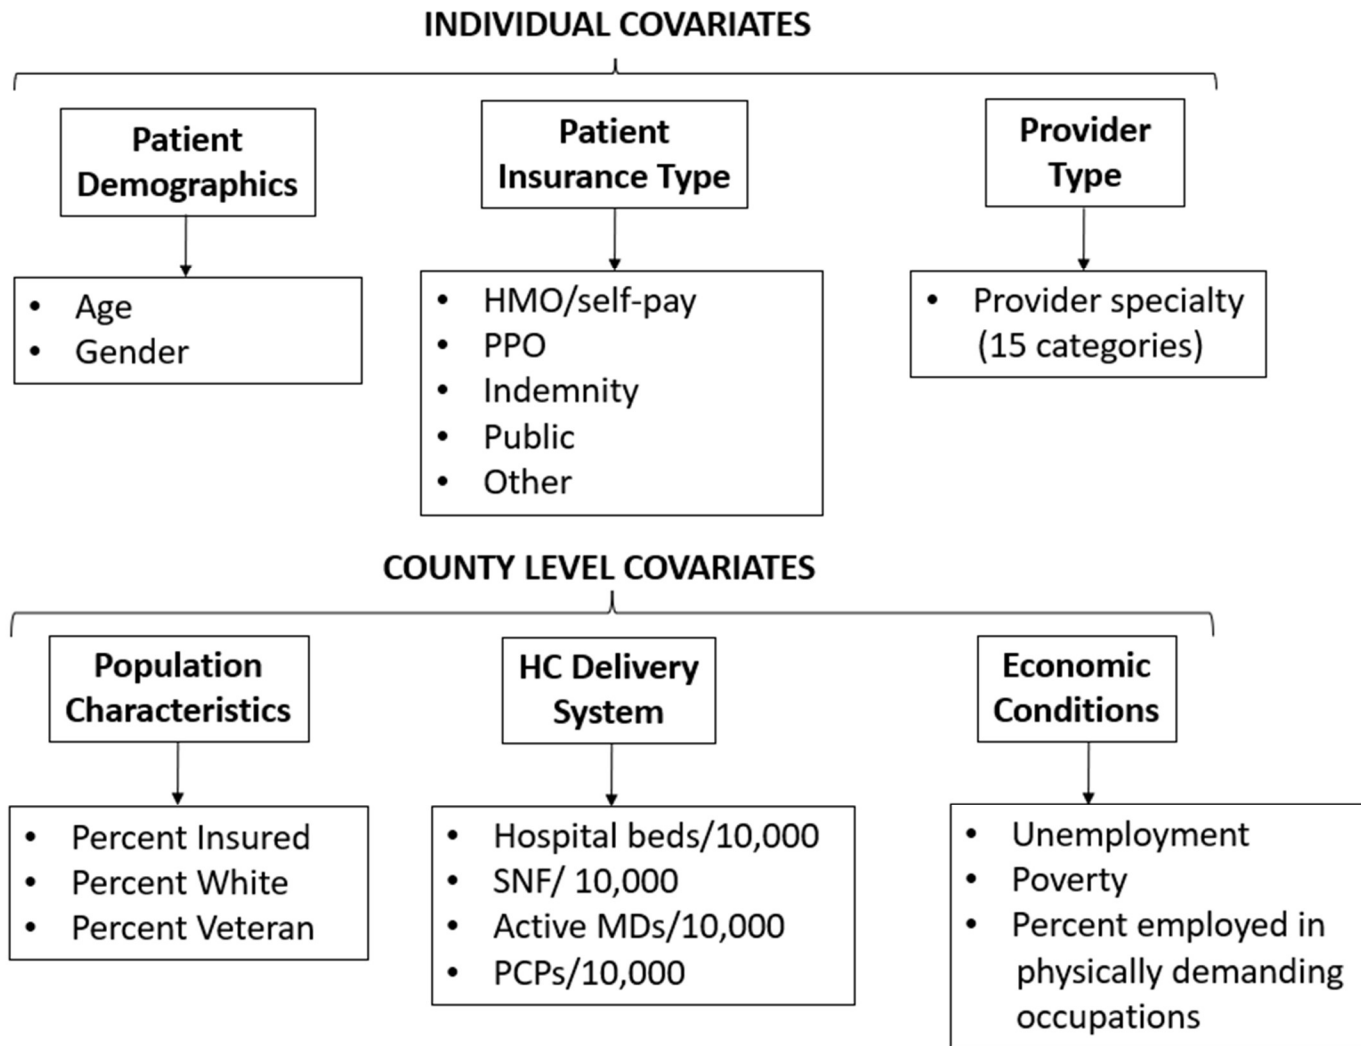 INDIVIDUAL COVARIATES
Patient
Demographics
• Age
• Gender
Patient
Insurance Type
• HMO/self-pay
• PPO
• Indemnity
• Public
• Other
Provider
Type
• Provider specialty
(15 categories)
COUNTY LEVEL COVARIATES
Population
Characteristics
• Percent Insured
• Percent White
• Percent Veteran
HC Delivery
System
• Hospital beds/10,000
• SNF/ 10,000
• Active MDs/10,000
• PCPs/10,000
Economic
Conditions
• Unemployment
• Poverty
• Percent employed in
physically demanding
occupations